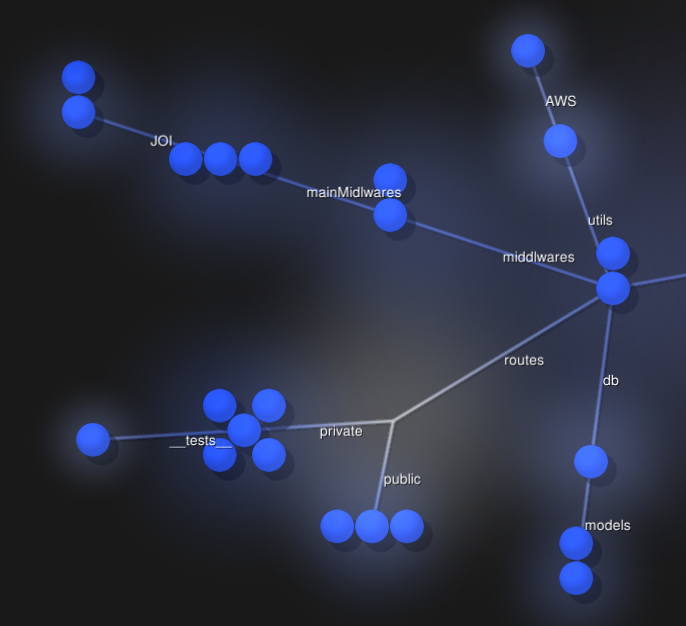 AWS
JOI
mainMidlwares
utils
middlwares
routes
db
private
__tests__
public
models